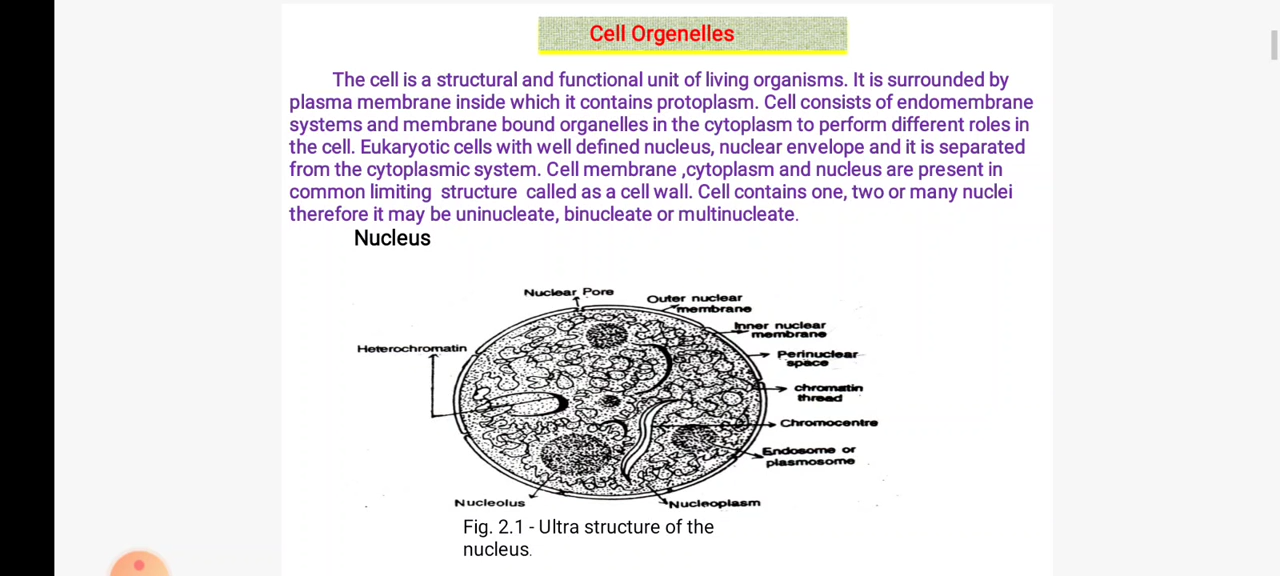 Cell Orgenelles
The cell is a structural and functional unit of living organisms. It is surrounded by
plasma membrane inside which it contains protoplasm. Cell consists of endomembrane
systems and membrane bound organelles in the cytoplasm to perform different roles in
the cell. Eukaryotic cells with well defined nucleus, nuclear envelope and it is separated
from the cytoplasmic system. Cell membrane ,cytoplasm and nucleus are present in
common limiting structure called as a cell wall. Cell contains one, two or many nuclei
therefore it may be uninucleate, binucleate or multinucleate.
Nucleus
Nuclear Pore
Outer nuclear
membrane
Inner nuclear
membrane
Heterochromatin
Perinuclear
space
chromatin
thread
Chromocentre
Endosome or
plasmosome
Nucleolus
Nucleoplasm
Fig. 2.1 - Ultra structure of the
nucleus.